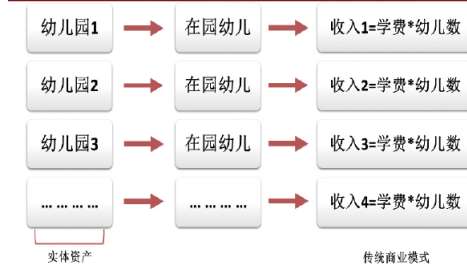 幼儿园1 在园幼儿 收入1=学费*幼儿数
幼儿园2 在园幼儿 收入2=学费*幼儿数
幼儿园3 在园幼儿 收入3=学费*幼儿数
… … … … … … … … 收入4=学费*幼儿数
实体资产 传统商业模式